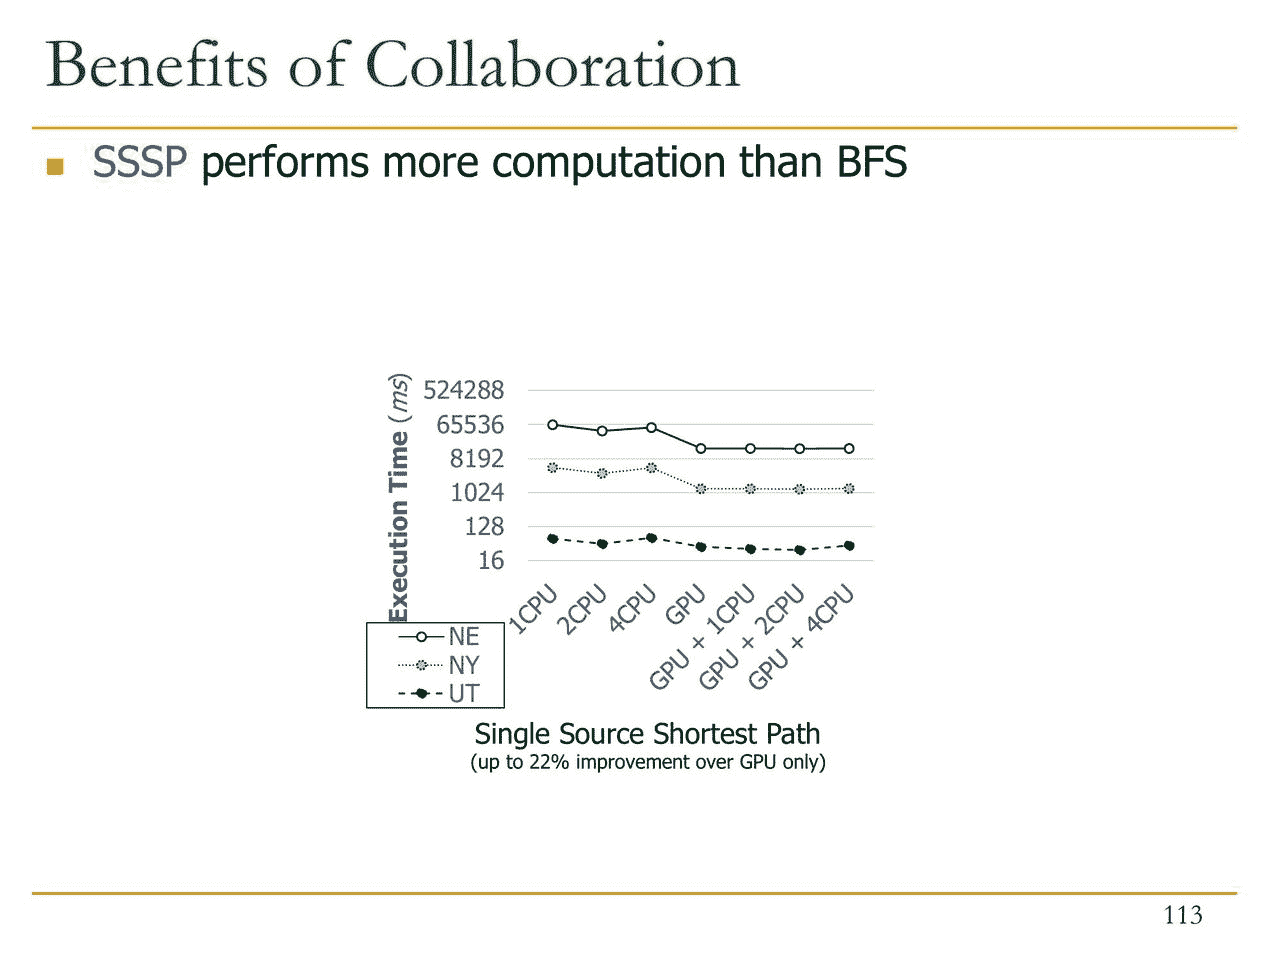 Benefits of Collaboration
SSSP performs more computation than BFS
Execution Time (ms)
524288
65536
8192
1024
128
16
1CPU
2CPU
4CPU
GPU
GPU + 1CPU
GPU + 2CPU
GPU + 4CPU
NE
NY
UT
Single Source Shortest Path
(up to 22% improvement over GPU only)
113